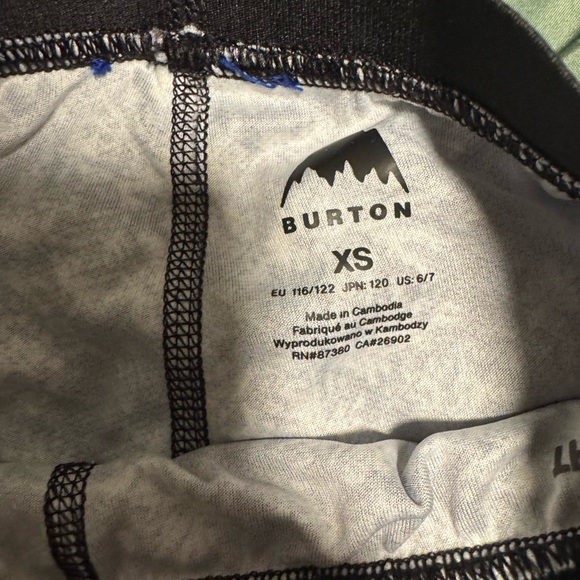 BURTON
XS
EU 116/122 JPN: 120 US: 6/7
Made in Cambodia
Fabriqué au Cambodge
Wyprodukowano w Kambodzy
RN#87380 CA#26902